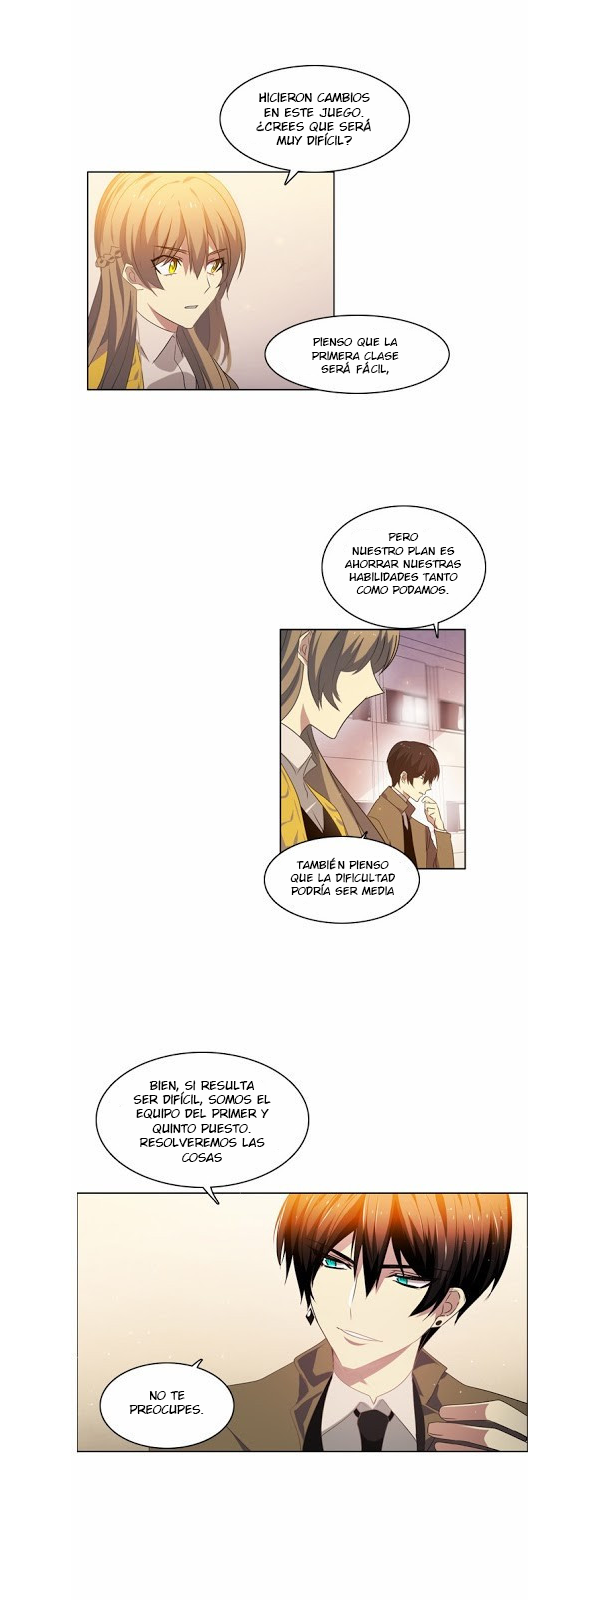 HICIERON CAMBIOS
EN ESTE JUEGO.
¿CREES QUE SERÁ
MUY DIFÍCIL?
PIENSO QUE LA
PRIMERA CLASE
SERÁ FÁCIL,
PERO
NUESTRO PLAN ES
AHORRAR NUESTRAS
HABILIDADES TANTO
COMO PODAMOS.
TAMBIÉN PIENSO
QUE LA DIFICULTAD
PODRÍA SER MEDIA
BIEN, SI RESULTA
SER DIFÍCIL, SOMOS EL
EQUIPO DEL PRIMER Y
QUINTO PUESTO.
RESOLVEREMOS LAS
COSAS
NO TE
PREOCUPES.